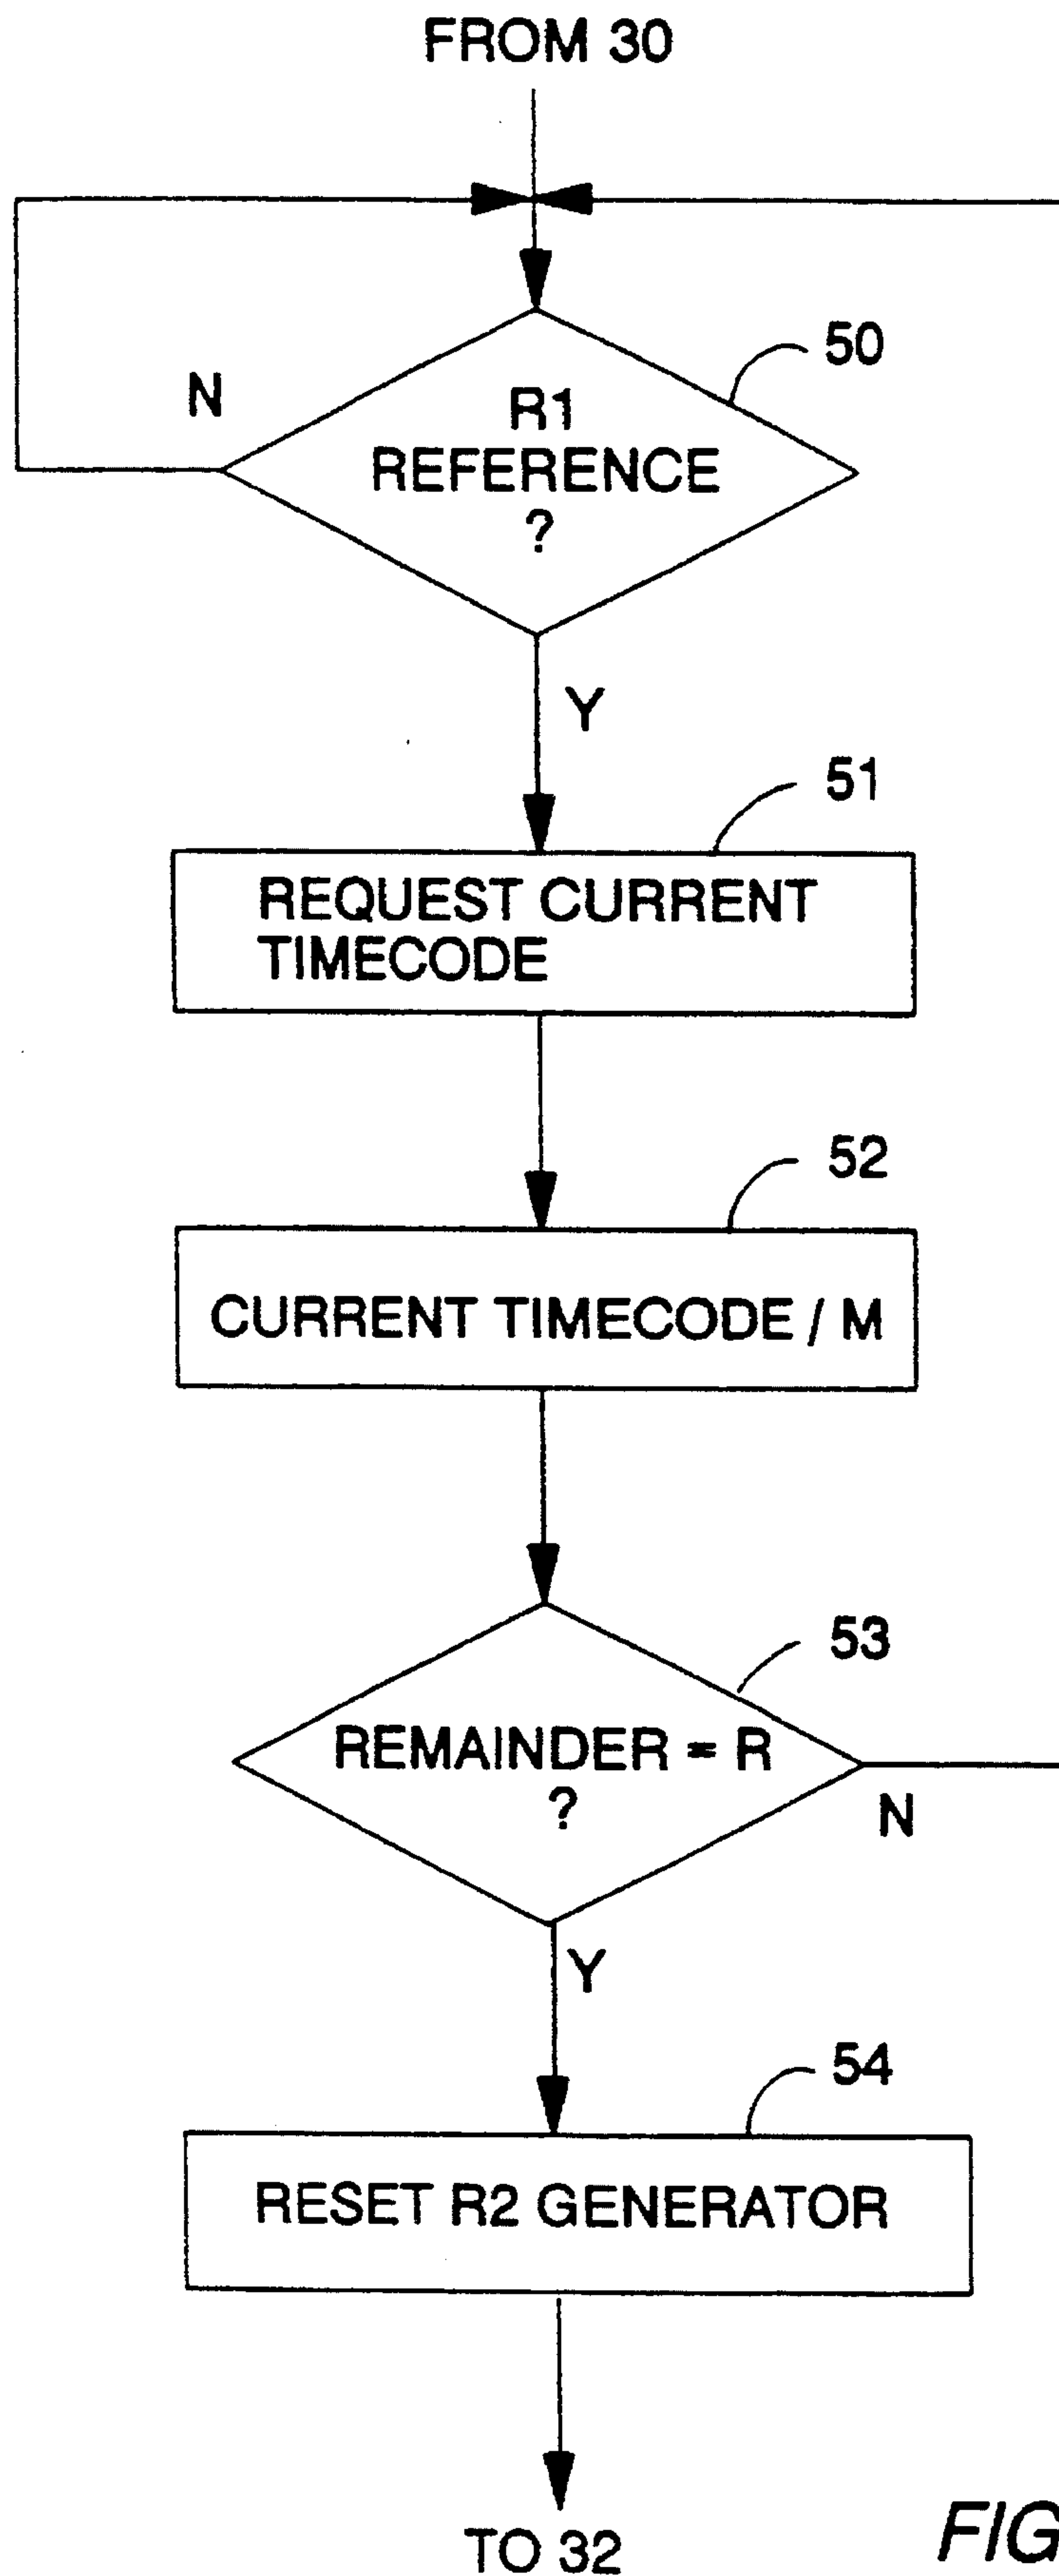 FROM 30
50
N
R1
REFERENCE
?
Y
51
REQUEST CURRENT
TIMECODE
52
CURRENT TIMECODE / M
53
REMAINDER = R
?
N
Y
54
RESET R2 GENERATOR
TO 32
FIG